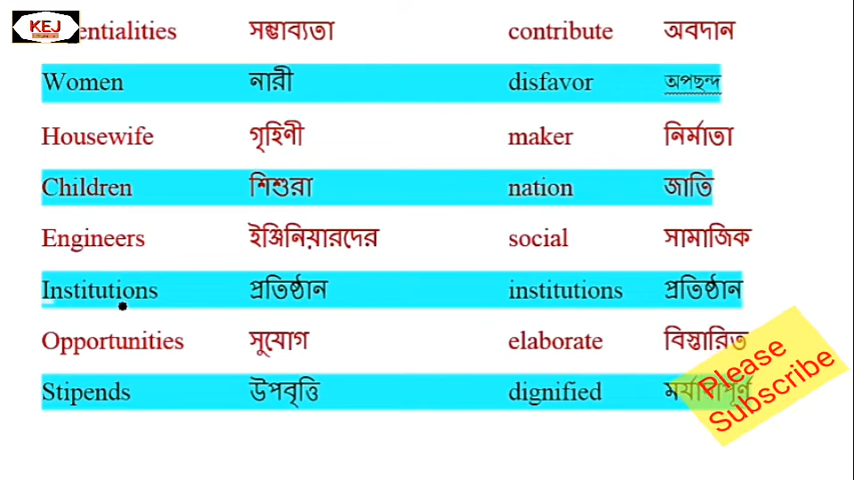 KEJ
entialities সম্ভাব্যতা contribute অবদান
Women নারী disfavor অপছন্দ
Housewife গৃহিণী maker নির্মাতা
Children শিশুরা nation জাতি
Engineers ইঞ্জিনিয়ারদের social সামাজিক
Institutions প্রতিষ্ঠান institutions প্রতিষ্ঠান
Opportunities সুযোগ elaborate বিস্তারিত
Stipends উপবৃত্তি dignified মর্যাদাপূর্ণ
Please
Subscribe